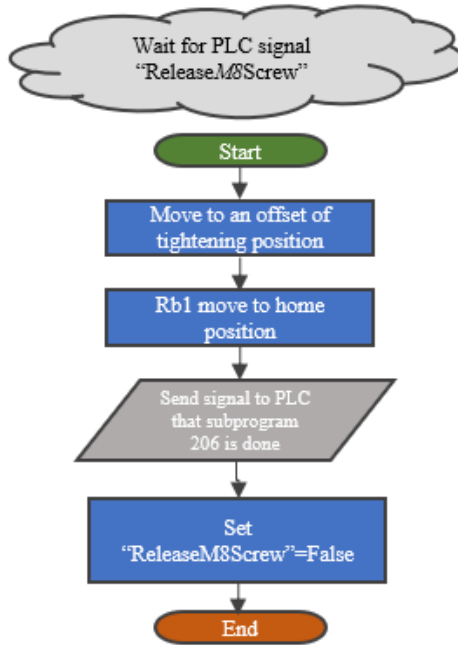 Wait for PLC signal
“ReleaseM8Screw”
Start
Move to an offset of
tightening position
Rb1 move to home
position
Send signal to PLC
that subprogram
206 is done
Set
“ReleaseM8Screw”=False
End